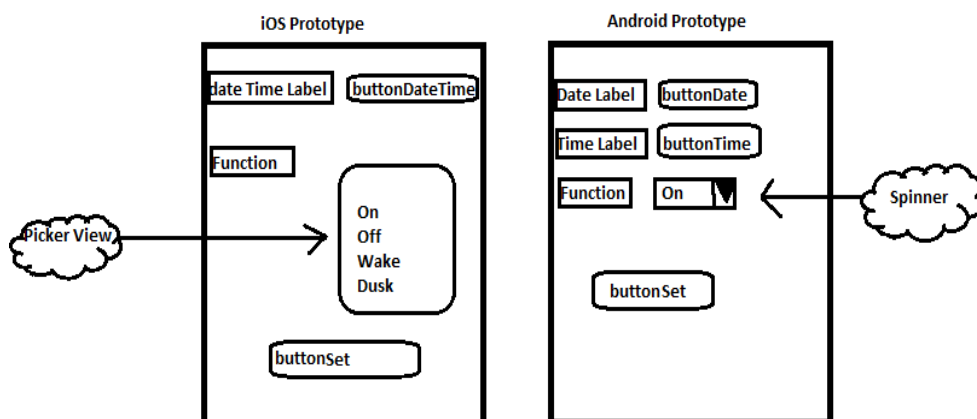 iOS Prototype
date Time Label
buttonDateTime
Function
On
Off
Wake
Dusk
Picker View
buttonSet
Android Prototype
Date Label
buttonDate
Time Label
buttonTime
Function
On
Spinner
buttonSet